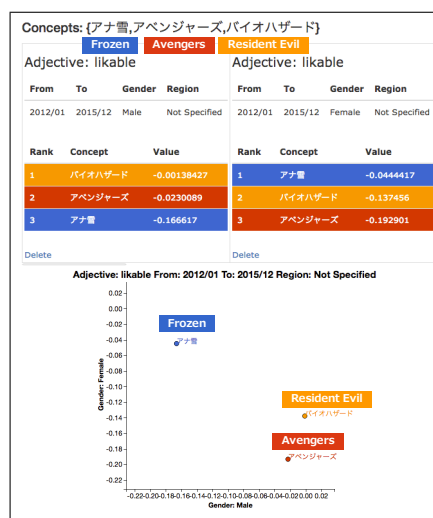 Concepts: {アナ雪,アベンジャーズ,バイオハザード}
Frozen Avengers Resident Evil
Adjective: likable
From To Gender Region
2012/01 2015/12 Male Not Specified
Rank Concept Value
1 バイオハザード -0.00138427
2 アベンジャーズ -0.0230089
3 アナ雪 -0.166617
Delete
Adjective: likable
From To Gender Region
2012/01 2015/12 Female Not Specified
Rank Concept Value
1 アナ雪 -0.0444417
2 バイオハザード -0.137456
3 アベンジャーズ -0.192901
Adjective: likable From: 2012/01 To: 2015/12 Region: Not Specified
0.02
0.00
-0.02
-0.04
-0.06
-0.08
-0.10
-0.12
-0.14
-0.16
-0.18
-0.20
-0.22
Gender: Female
Frozen
アナ雪
Resident Evil
バイオハザード
Avengers
アベンジャーズ
-0.22 -0.20 -0.18 -0.16 -0.14 -0.12 -0.10 -0.08 -0.06 -0.04 -0.02 0.00 0.02
Gender: Male